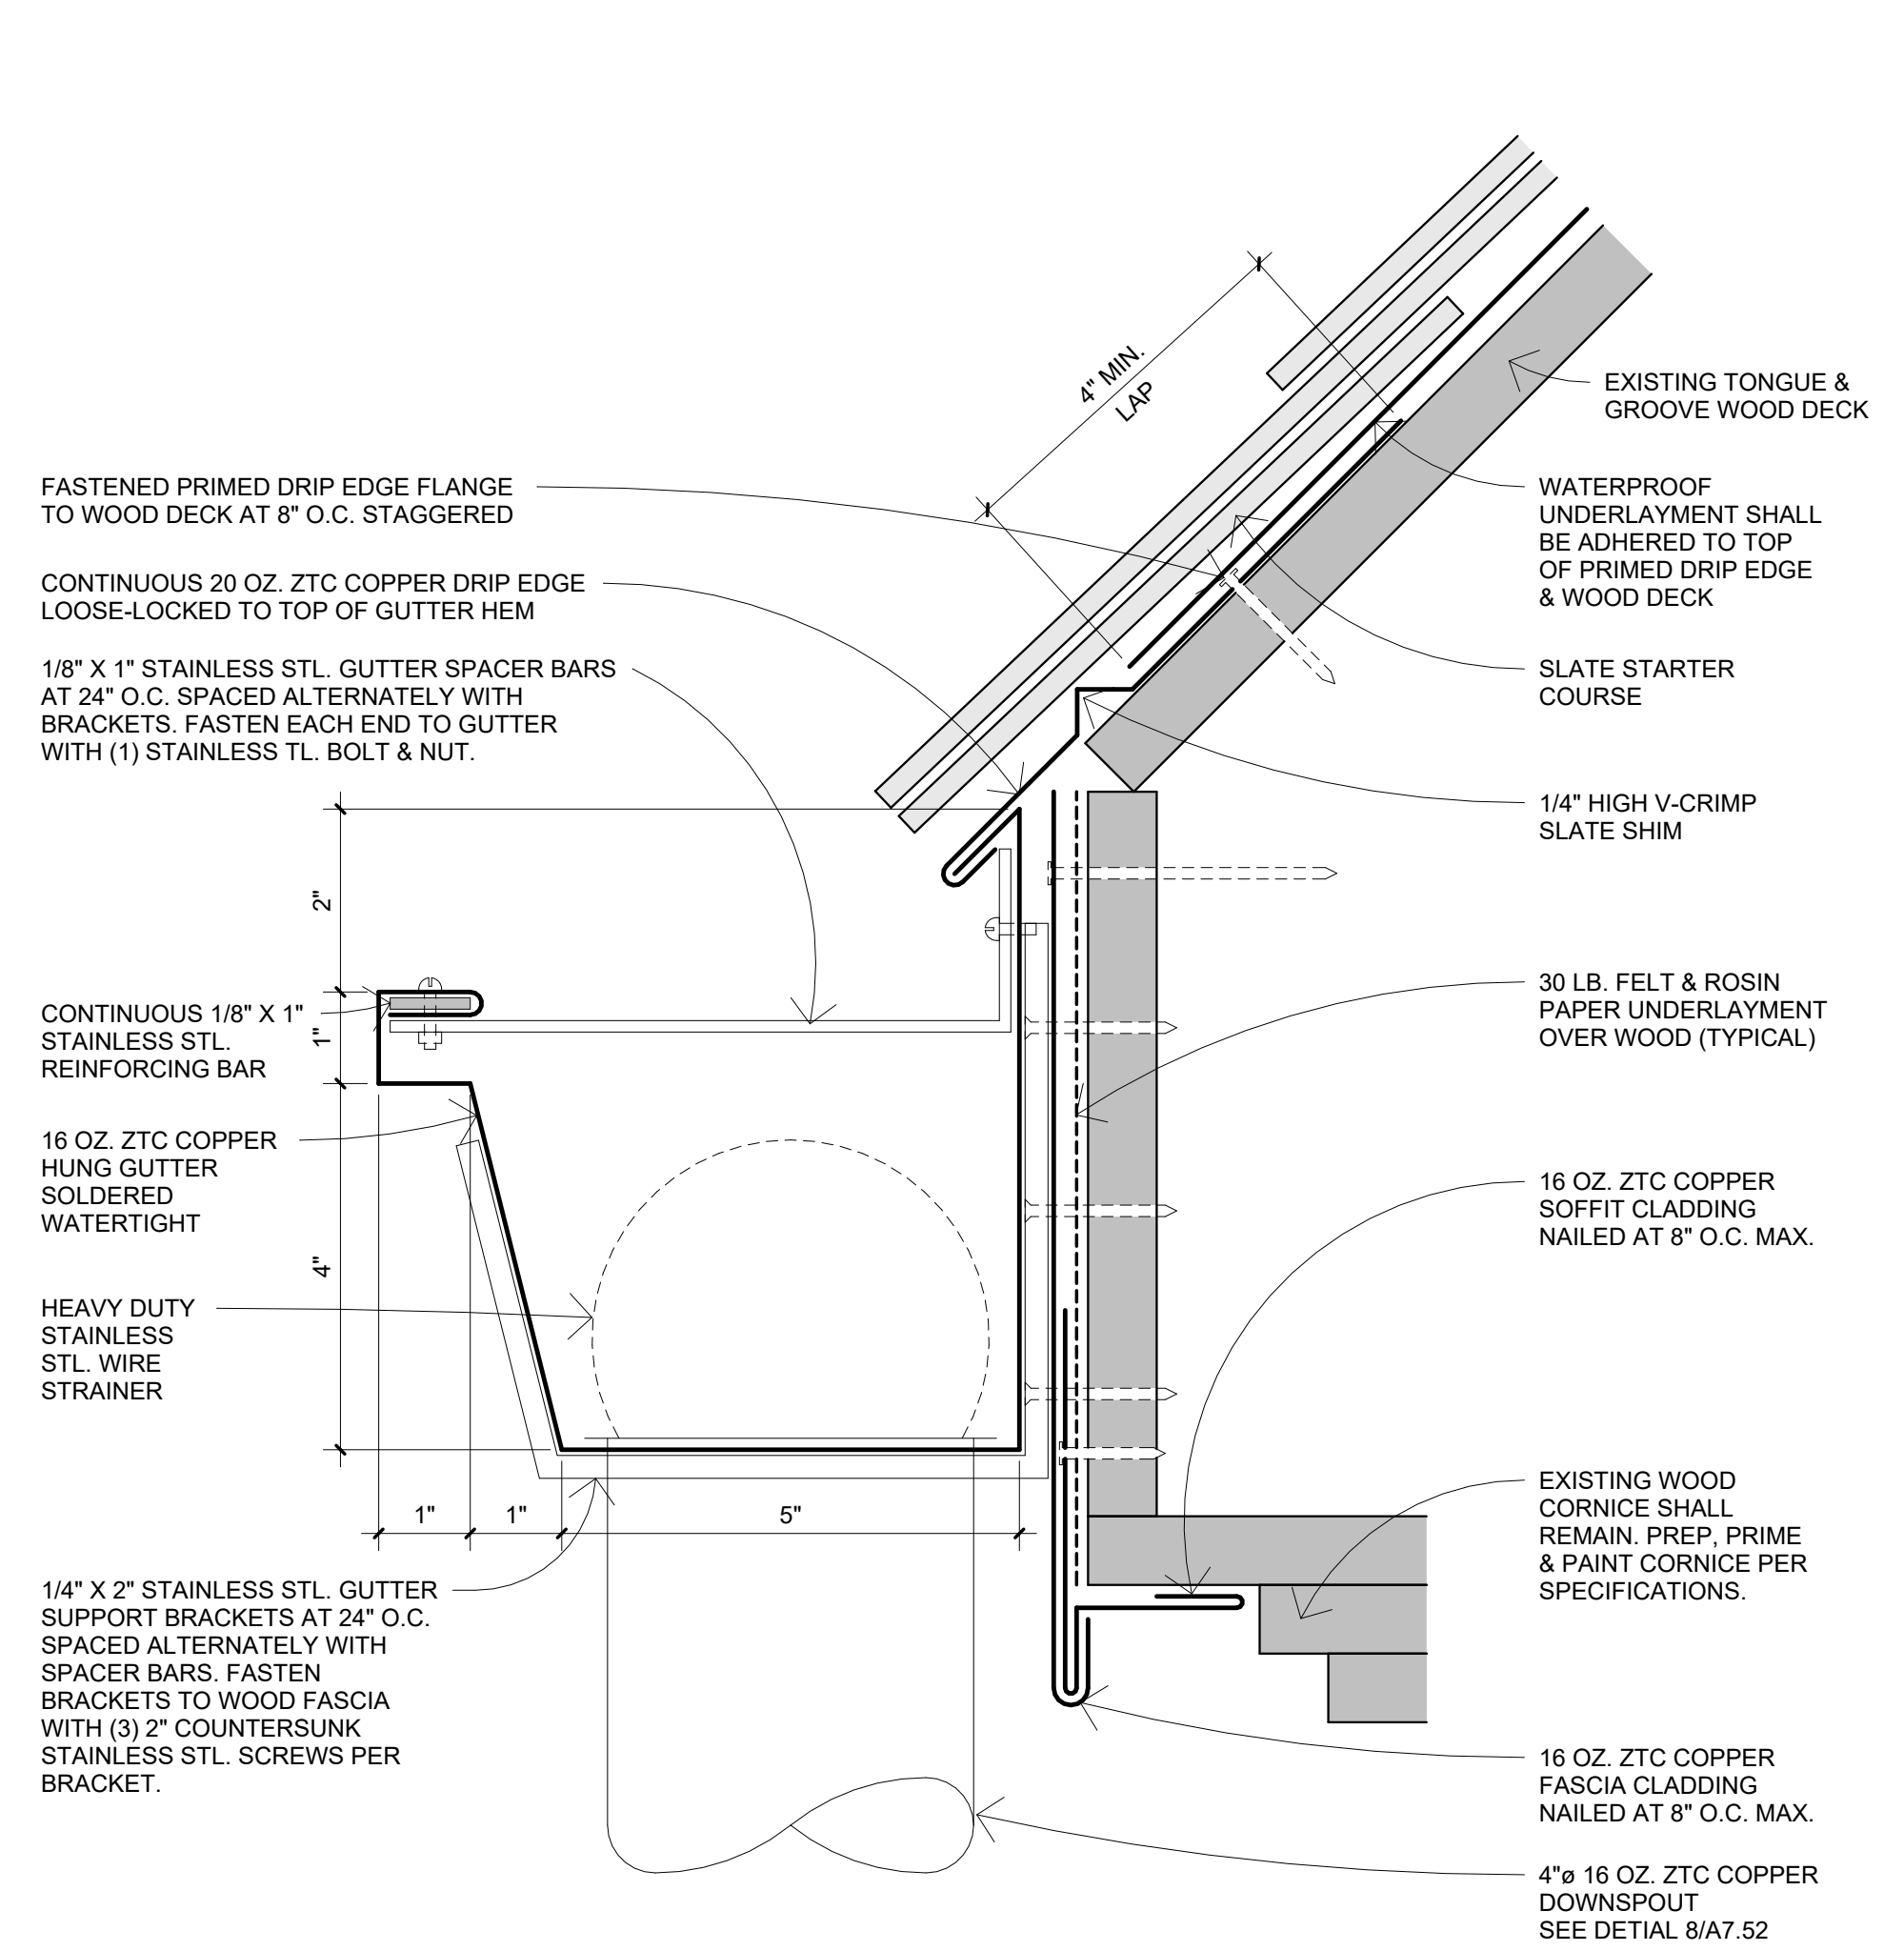 4" MIN.
LAP
EXISTING TONGUE &
GROOVE WOOD DECK
FASTENED PRIMED DRIP EDGE FLANGE
TO WOOD DECK AT 8" O.C. STAGGERED
WATERPROOF
UNDERLAYMENT SHALL
BE ADHERED TO TOP
OF PRIMED DRIP EDGE
& WOOD DECK
CONTINUOUS 20 OZ. ZTC COPPER DRIP EDGE
LOOSE-LOCKED TO TOP OF GUTTER HEM
1/8" X 1" STAINLESS STL. GUTTER SPACER BARS
AT 24" O.C. SPACED ALTERNATELY WITH
BRACKETS. FASTEN EACH END TO GUTTER
WITH (1) STAINLESS TL. BOLT & NUT.
SLATE STARTER
COURSE
1/4" HIGH V-CRIMP
SLATE SHIM
2"
1"
4"
CONTINUOUS 1/8" X 1"
STAINLESS STL.
REINFORCING BAR
30 LB. FELT & ROSIN
PAPER UNDERLAYMENT
OVER WOOD (TYPICAL)
16 OZ. ZTC COPPER
HUNG GUTTER
SOLDERED
WATERTIGHT
16 OZ. ZTC COPPER
SOFFIT CLADDING
NAILED AT 8" O.C. MAX.
HEAVY DUTY
STAINLESS
STL. WIRE
STRAINER
1"
1"
5"
EXISTING WOOD
CORNICE SHALL
REMAIN. PREP, PRIME
& PAINT CORNICE PER
SPECIFICATIONS.
1/4" X 2" STAINLESS STL. GUTTER
SUPPORT BRACKETS AT 24" O.C.
SPACED ALTERNATELY WITH
SPACER BARS. FASTEN
BRACKETS TO WOOD FASCIA
WITH (3) 2" COUNTERSUNK
STAINLESS STL. SCREWS PER
BRACKET.
16 OZ. ZTC COPPER
FASCIA CLADDING
NAILED AT 8" O.C. MAX.
4"ø 16 OZ. ZTC COPPER
DOWNSPOUT
SEE DETIAL 8/A7.52